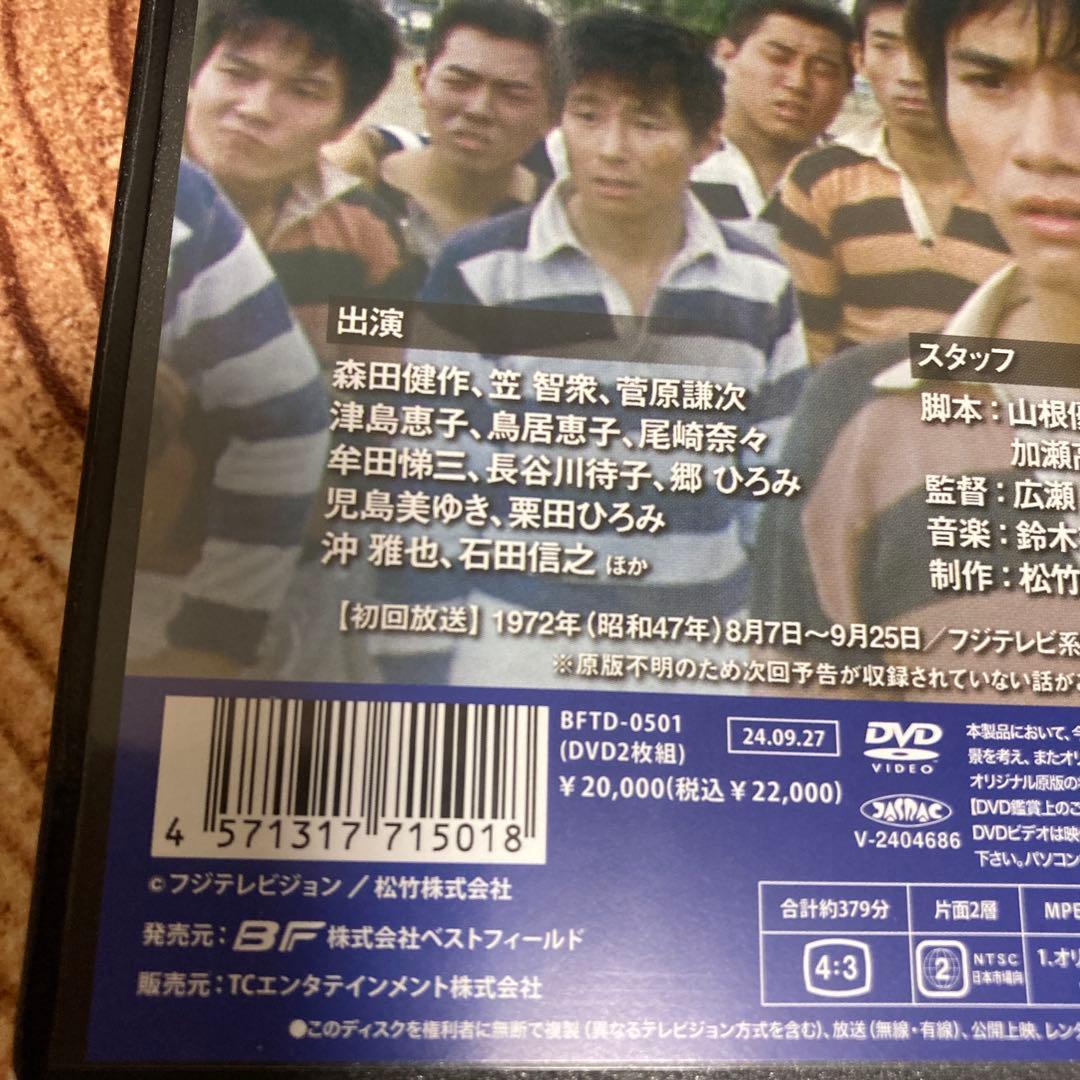 出演
森田健作、笠 智衆、菅原謙次
津島恵子、鳥居恵子、尾崎奈々
牟田悌三、長谷川待子、郷 ひろみ
児島美ゆき、栗田ひろみ
沖 雅也、石田信之 ほか
スタッフ
脚本：山根優
加瀬高
監督：広瀬
音楽：鈴木
制作：松竹
【初回放送】1972年（昭和47年）8月7日～9月25日／フジテレビ系
※原版不明のため次回予告が収録されていない話がご
4 571317 715018
BFTD-0501
(DVD2枚組)
￥20,000(税込￥22,000)
24.09.27
DVD
VIDEO
JASRAC
V-2404686
本製品において、今
景を考え、またオリ
オリジナル原版の
【DVD鑑賞上のご
DVDビデオは映
下さい。パソコン
©フジテレビジョン / 松竹株式会社
発売元：BF 株式会社ベストフィールド
販売元：TCエンタテインメント株式会社
合計約379分
片面2層
MPE
4:3
2
NTSC
日本市場向
1.オリ
●このディスクを権利者に無断で複製（異なるテレビジョン方式を含む）、放送（無線・有線）、公開上映、レンタ